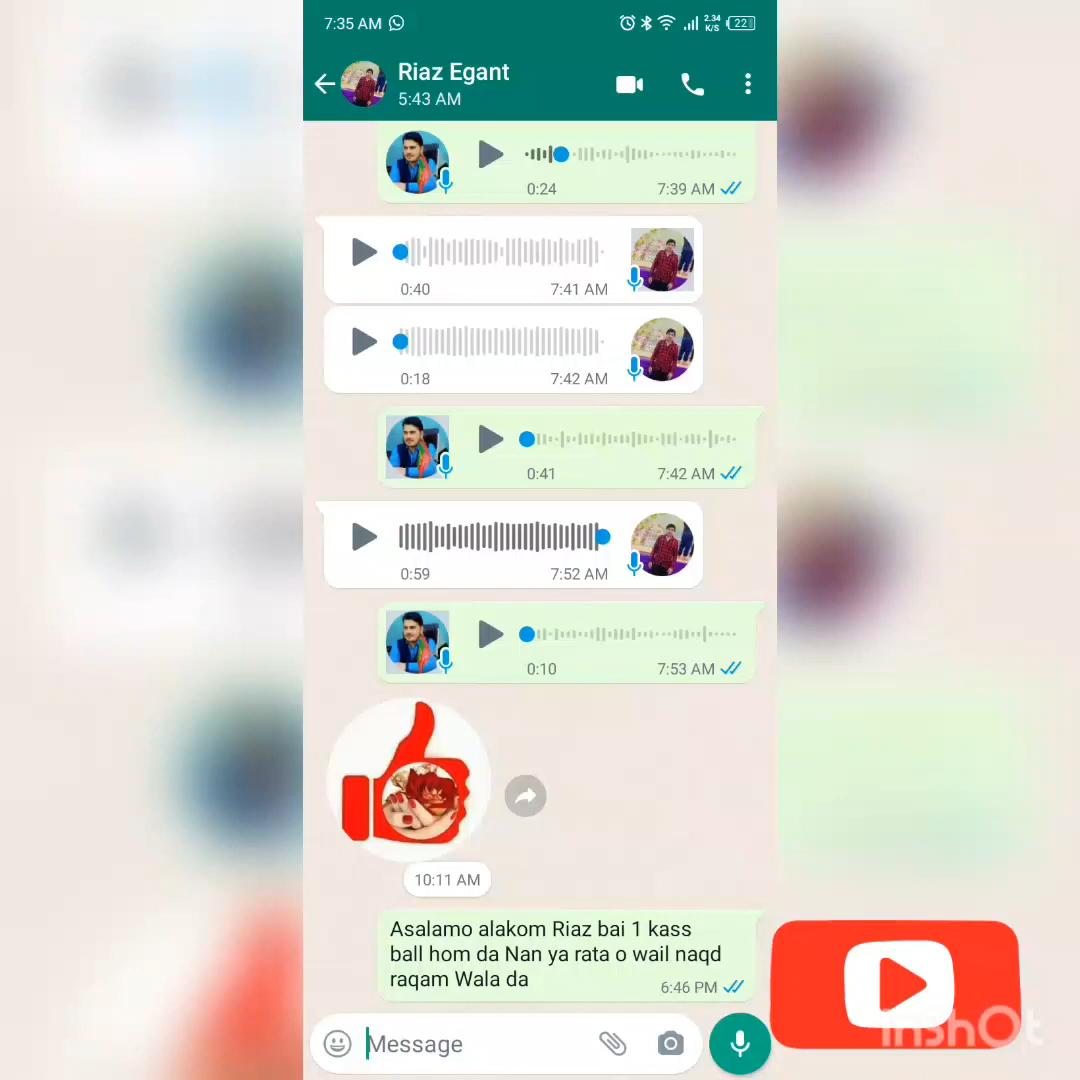 7:35 AM
2.34
K/S
22
Riaz Egant
5:43 AM
0:24 7:39 AM
0:40 7:41 AM
0:18 7:42 AM
0:41 7:42 AM
0:59 7:52 AM
0:10 7:53 AM
10:11 AM
Asalamo alakom Riaz bai 1 kass
ball hom da Nan ya rata o wail naqd
raqam Wala da
6:46 PM
Message
InShOt